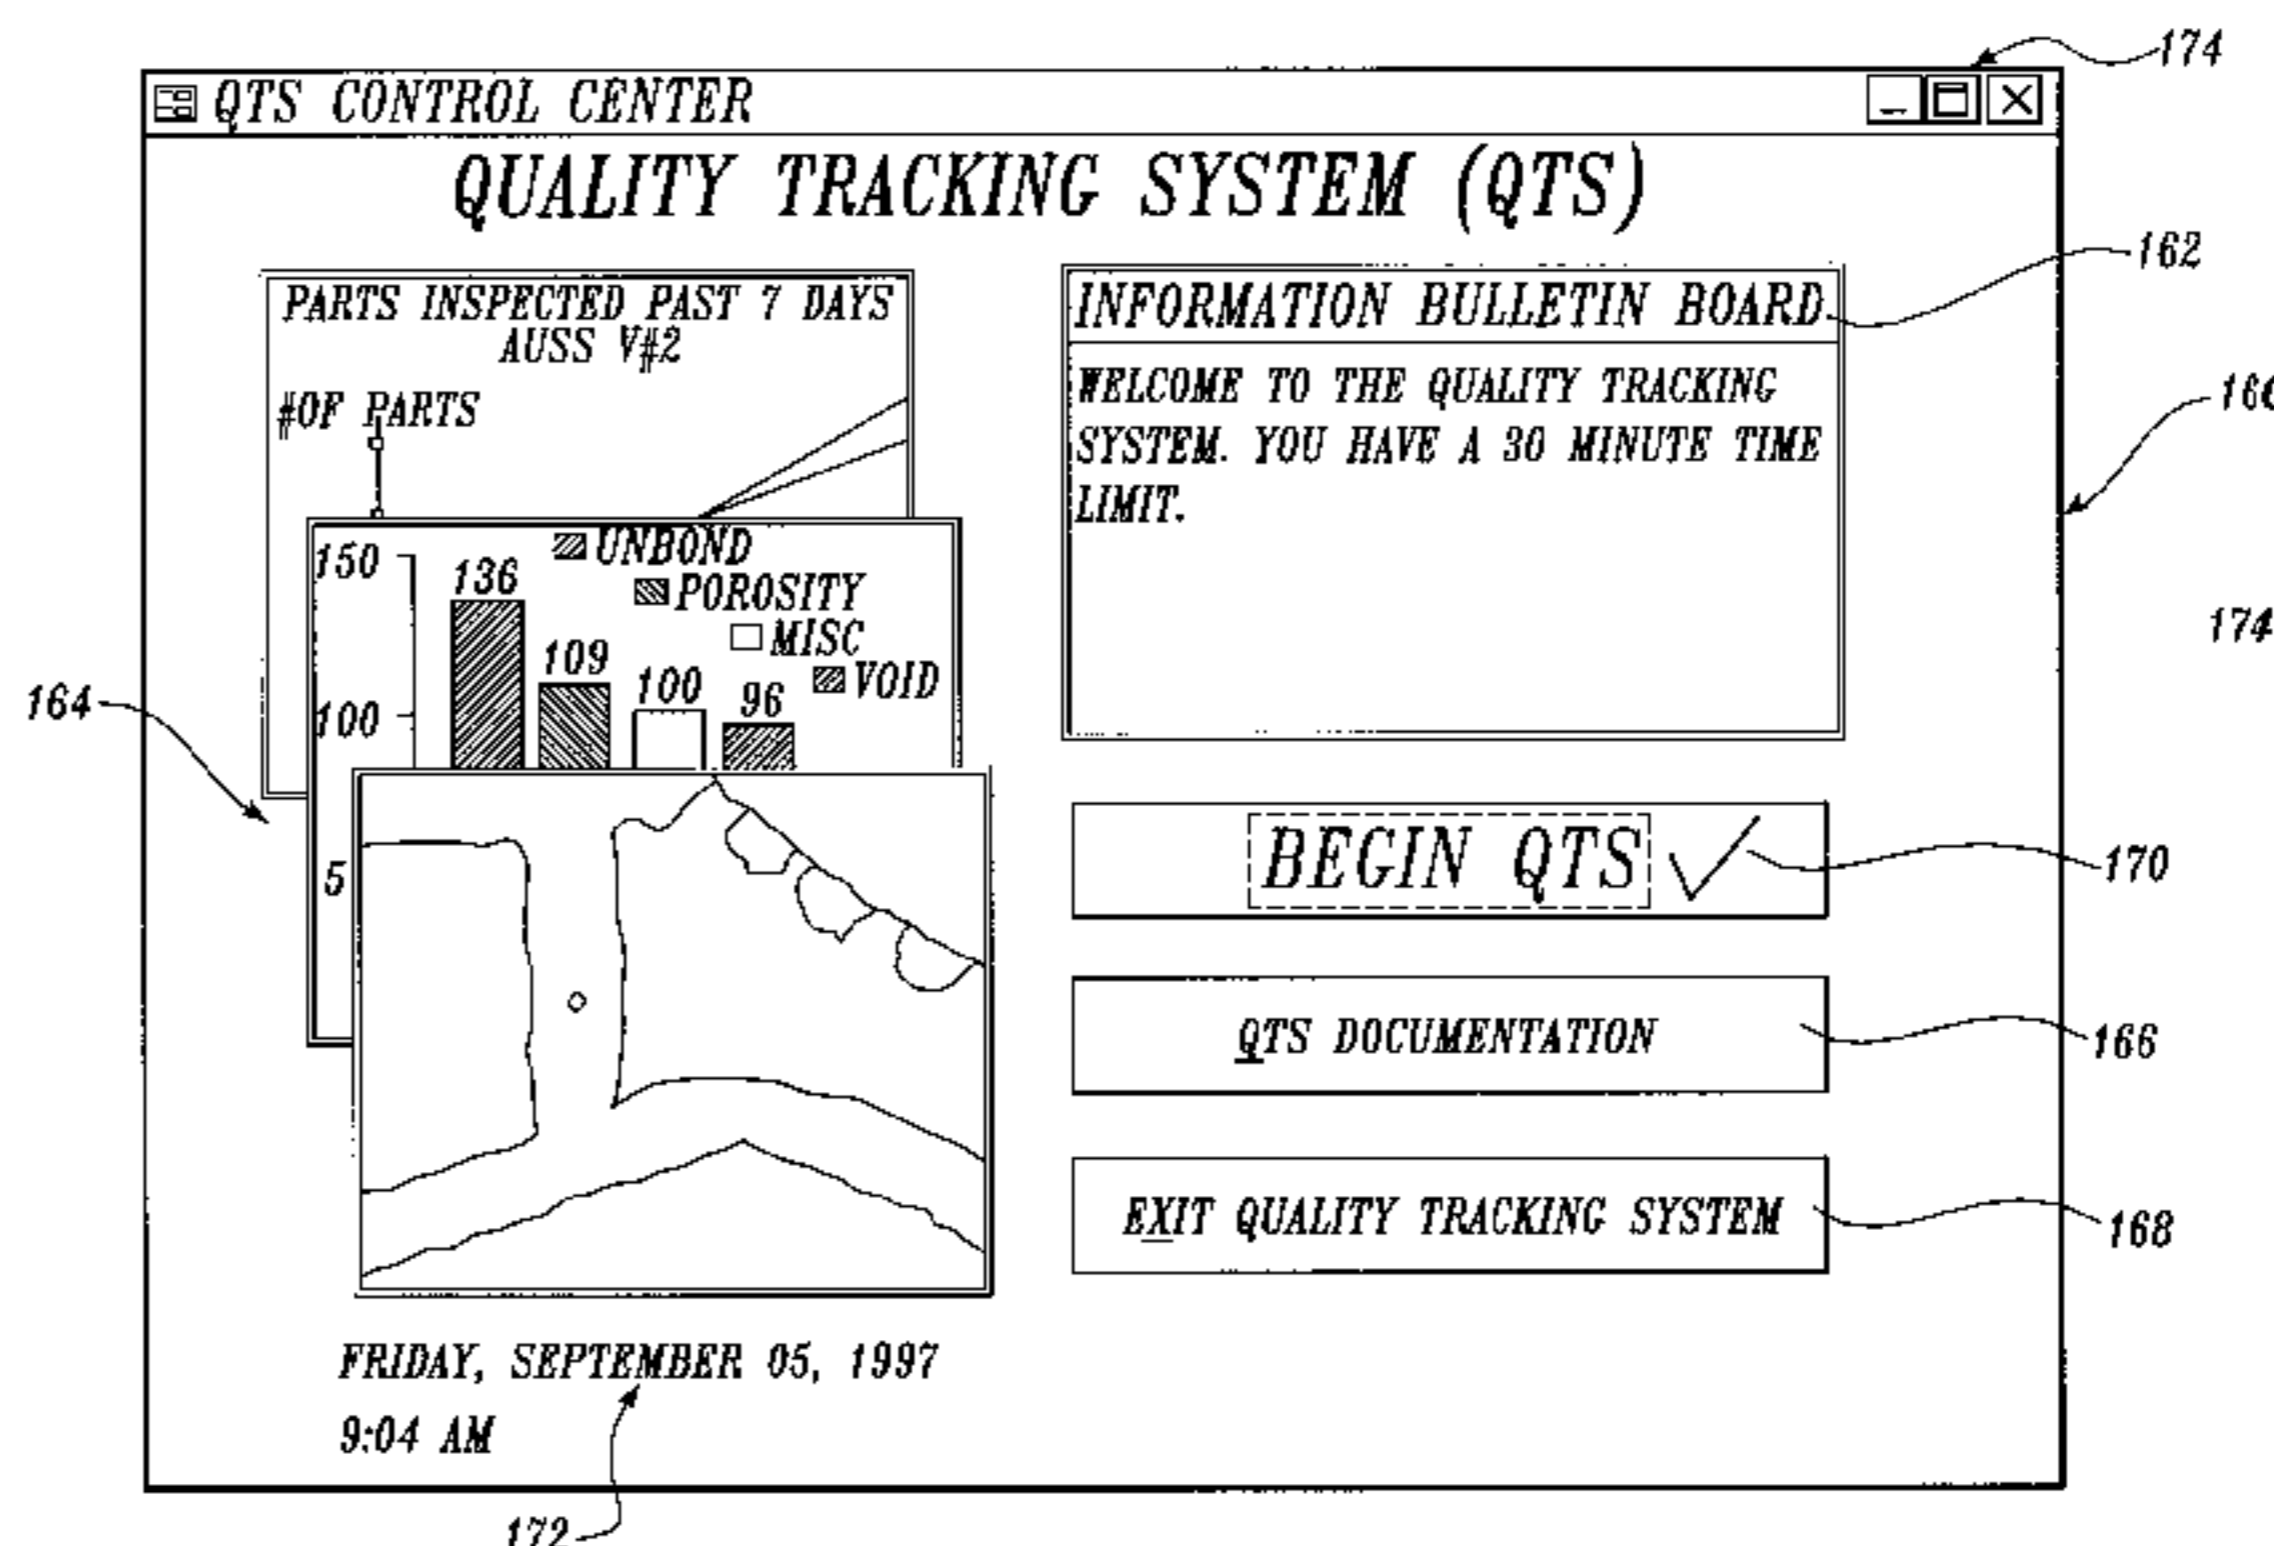 174
QTS CONTROL CENTER
QUALITY TRACKING SYSTEM (QTS)
162
PARTS INSPECTED PAST 7 DAYS
AUSS V#2
#OF PARTS
INFORMATION BULLETIN BOARD
WELCOME TO THE QUALITY TRACKING
SYSTEM. YOU HAVE A 30 MINUTE TIME
LIMIT.
174
164
150
100
5
136
109
100
96
UNBOND
POROSITY
MISC
VOID
BEGIN QTS
170
QTS DOCUMENTATION
166
EXIT QUALITY TRACKING SYSTEM
168
FRIDAY, SEPTEMBER 05, 1997
9:04 AM
172